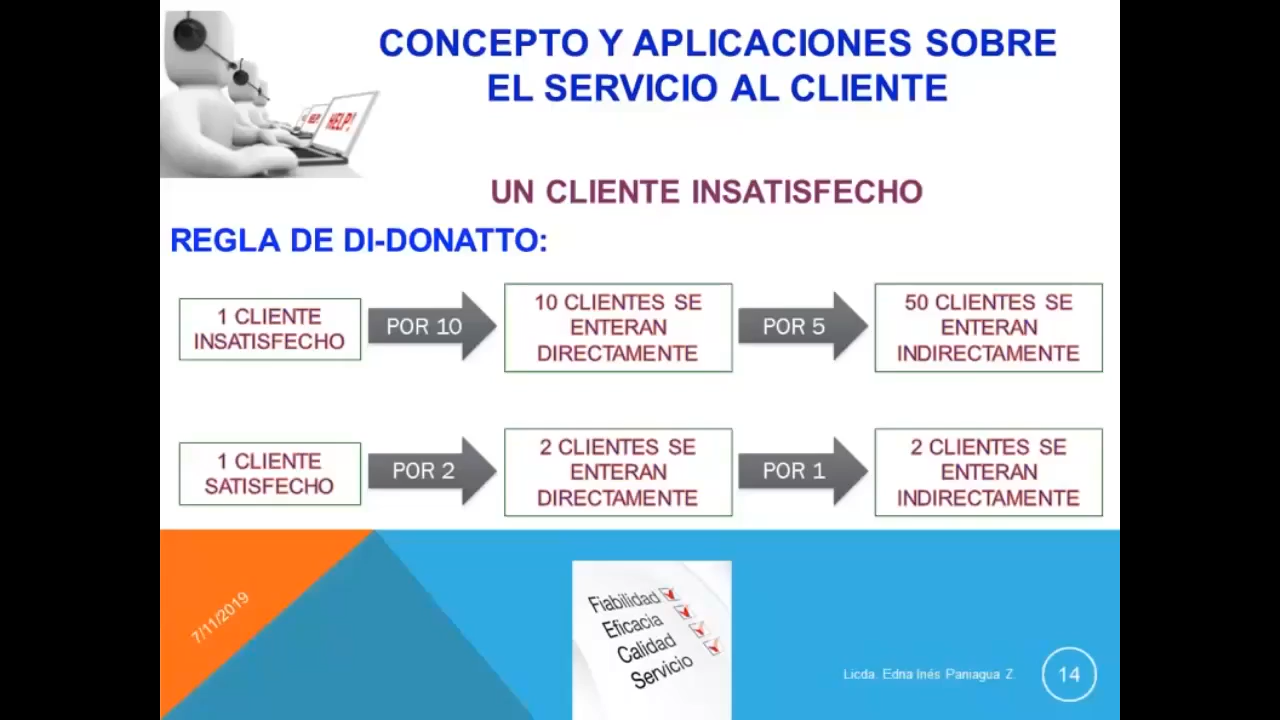 CONCEPTO Y APLICACIONES SOBRE
EL SERVICIO AL CLIENTE
HELP!
HELP!
UN CLIENTE INSATISFECHO
REGLA DE DI-DONATTO:
1 CLIENTE
INSATISFECHO
POR 10
10 CLIENTES SE
ENTERAN
DIRECTAMENTE
POR 5
50 CLIENTES SE
ENTERAN
INDIRECTAMENTE
1 CLIENTE
SATISFECHO
POR 2
2 CLIENTES SE
ENTERAN
DIRECTAMENTE
POR 1
2 CLIENTES SE
ENTERAN
INDIRECTAMENTE
7/11/2019
Fiabilidad
Eficacia
Calidad
Servicio
Licda. Edna Inés Paniagua Z.
14